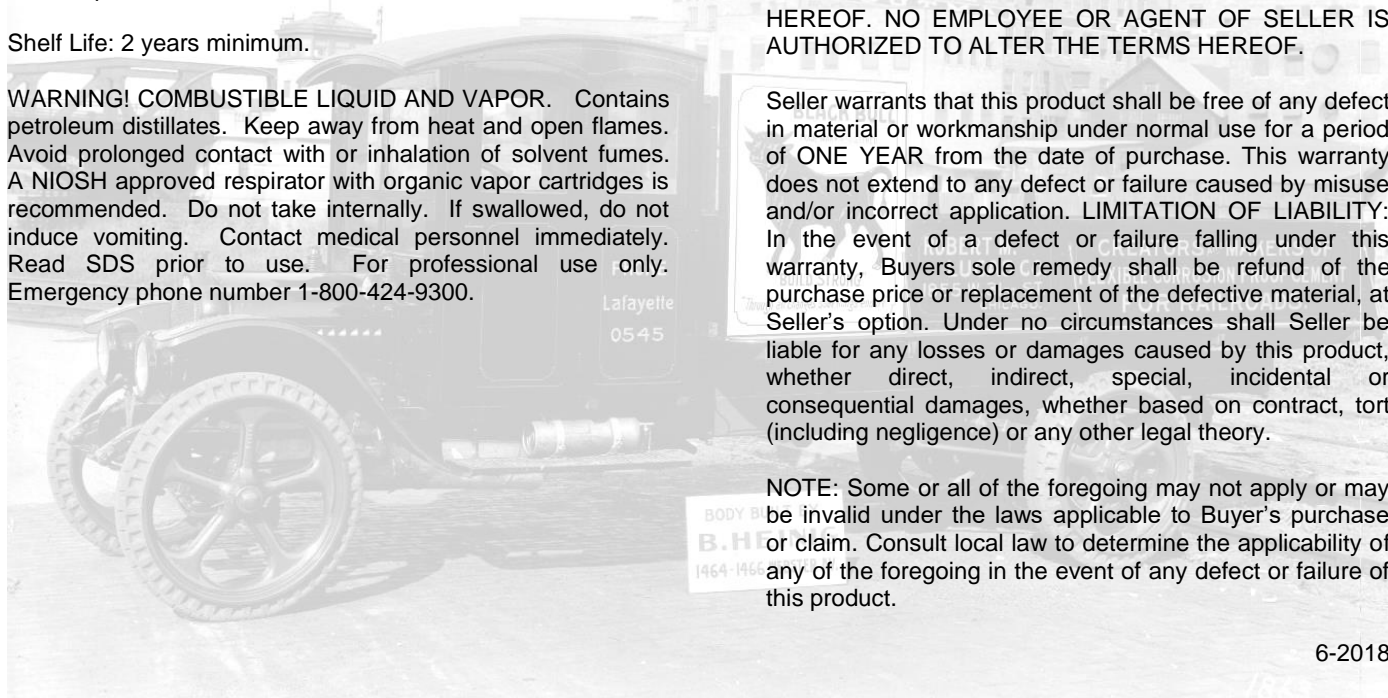 Shelf Life: 2 years minimum.
WARNING! COMBUSTIBLE LIQUID AND VAPOR. Contains
petroleum distillates. Keep away from heat and open flames.
Avoid prolonged contact with or inhalation of solvent fumes.
A NIOSH approved respirator with organic vapor cartridges is
recommended. Do not take internally. If swallowed, do not
induce vomiting. Contact medical personnel immediately.
Read SDS prior to use. For professional use only.
Emergency phone number 1-800-424-9300.
HEREOF. NO EMPLOYEE OR AGENT OF SELLER IS
AUTHORIZED TO ALTER THE TERMS HEREOF.
Seller warrants that this product shall be free of any defect
in material or workmanship under normal use for a period
of ONE YEAR from the date of purchase. This warranty
does not extend to any defect or failure caused by misuse
and/or incorrect application. LIMITATION OF LIABILITY:
In the event of a defect or failure falling under this
warranty, Buyers sole remedy shall be refund of the
purchase price or replacement of the defective material, at
Seller's option. Under no circumstances shall Seller be
liable for any losses or damages caused by this product,
whether direct, indirect, special, incidental or
consequential damages, whether based on contract, tort
(including negligence) or any other legal theory.
NOTE: Some or all of the foregoing may not apply or may
be invalid under the laws applicable to Buyer's purchase
or claim. Consult local law to determine the applicability of
any of the foregoing in the event of any defect or failure of
this product.
6-2018
BLACK BULL
BUILD STRONG
Lafayette
0545
ROBERT M.
CREATORS MAKERS OF
FOR RAILROADS
BODY
B.HEINIG
1464-1466